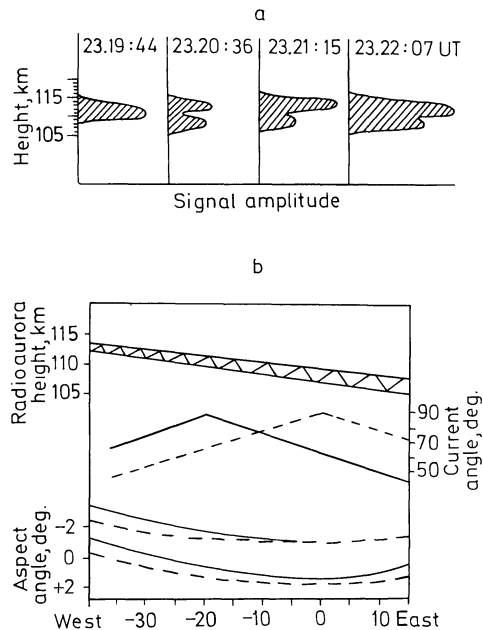 a
23.19:44 23.20:36 23.21:15 23.22:07 UT
Height, km
115
105
Signal amplitude
b
Radioaurora height, km
115
110
105
90
70
50
Current angle, deg.
Aspect angle, deg.
-2
0
+2
West -30 -20 -10 0 10 East